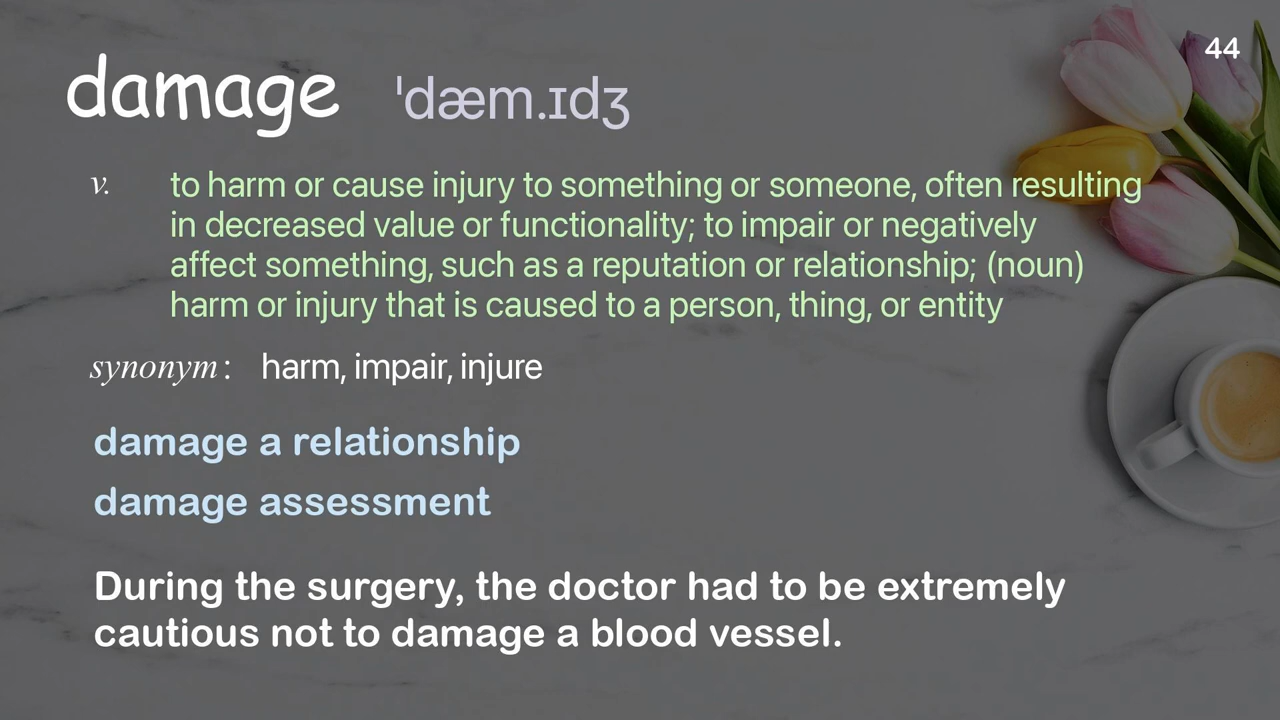 44
damage ˈdæm.ɪdʒ
v. to harm or cause injury to something or someone, often resulting
in decreased value or functionality; to impair or negatively
affect something, such as a reputation or relationship; (noun)
harm or injury that is caused to a person, thing, or entity
synonym: harm, impair, injure
damage a relationship
damage assessment
During the surgery, the doctor had to be extremely
cautious not to damage a blood vessel.